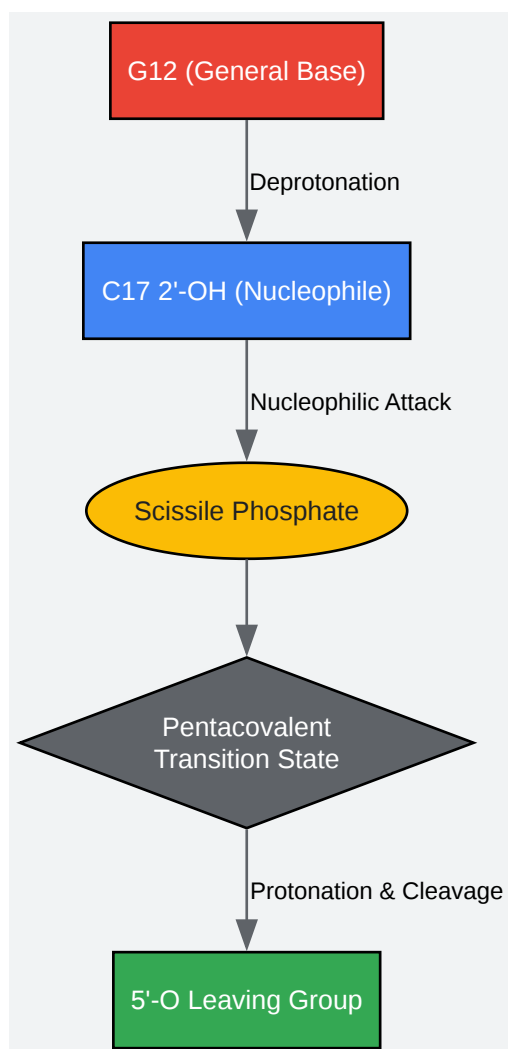 G12 (General Base)
Deprotonation
C17 2'-OH (Nucleophile)
Nucleophilic Attack
Scissile Phosphate
Pentacovalent
Transition State
Protonation & Cleavage
5'-O Leaving Group